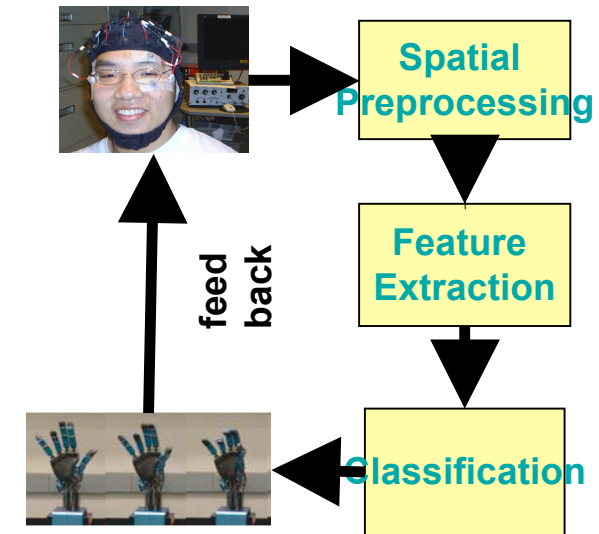 Spatial
Preprocessing
Feature
Extraction
feed
back
Classification